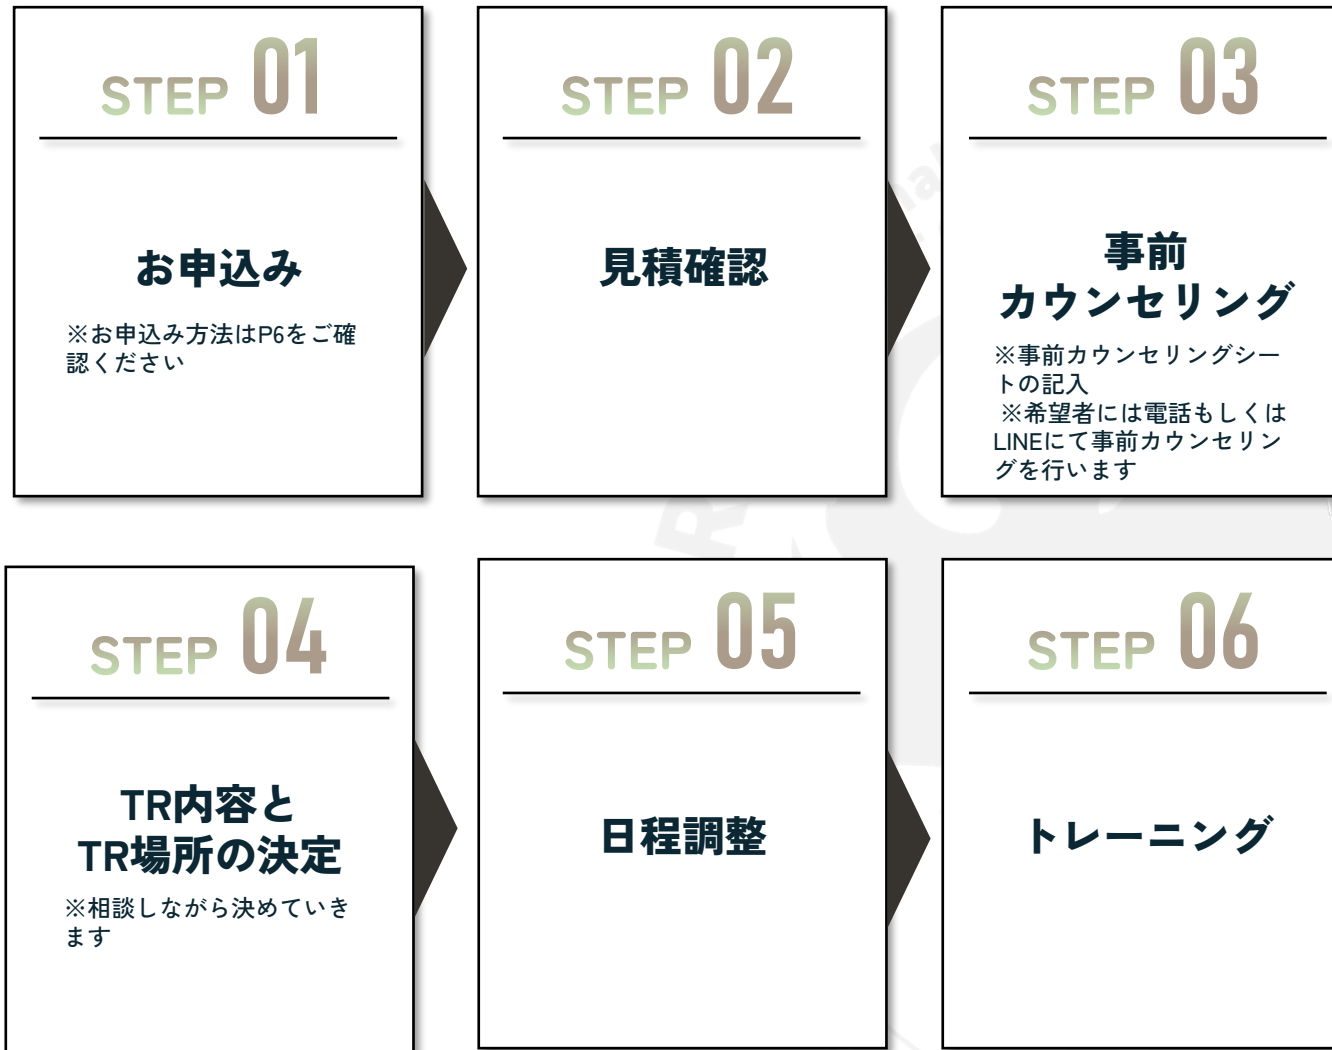 STEP 01
お申込み
※お申込み方法はP6をご確
認ください
STEP 02
見積確認
STEP 03
事前
カウンセリング
※事前カウンセリングシー
トの記入
※希望者には電話もしくは
LINEにて事前カウンセリン
グを行います
STEP 04
TR内容と
TR場所の決定
※相談しながら決めていき
ます
STEP 05
日程調整
STEP 06
トレーニング